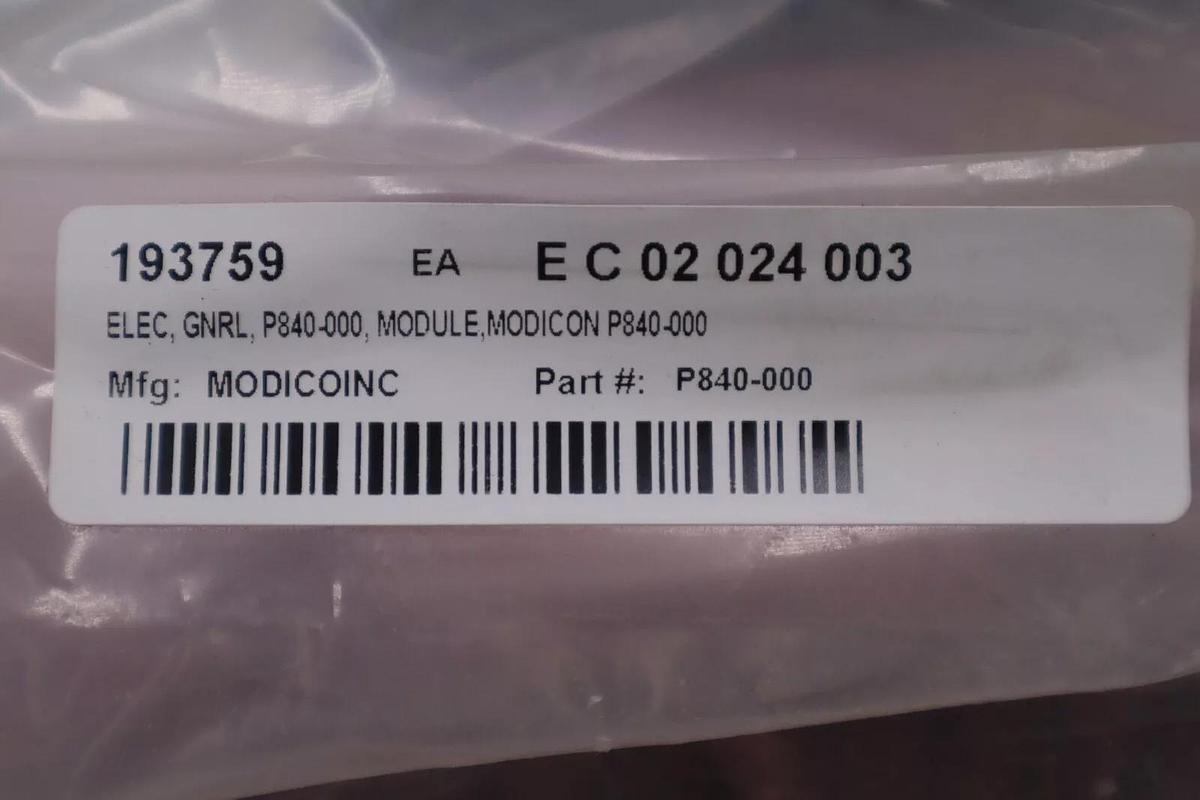 193759 EA E C 02 024 003
ELEC, GNRL, P840-000, MODULE,MODICON P840-000
Mfg: MODICOINC Part #: P840-000